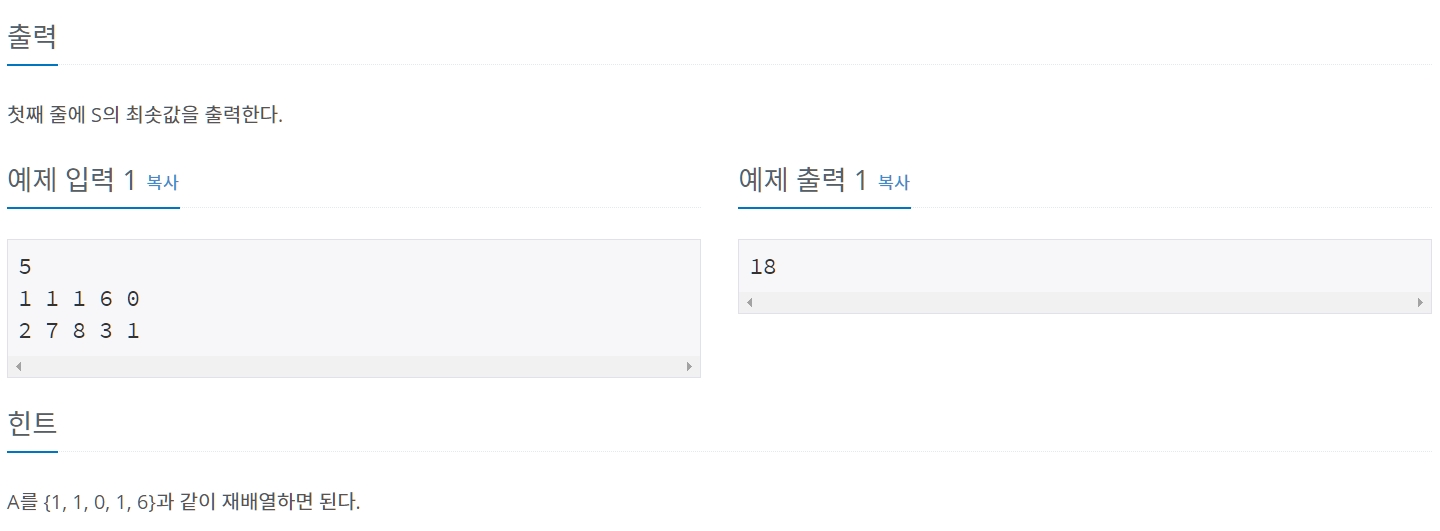 출력
첫째 줄에 S의 최솟값을 출력한다.
예제 입력 1 복사
5
1 1 1 6 0
2 7 8 3 1
예제 출력 1 복사
18
힌트
A를 {1, 1, 0, 1, 6}과 같이 재배열하면 된다.